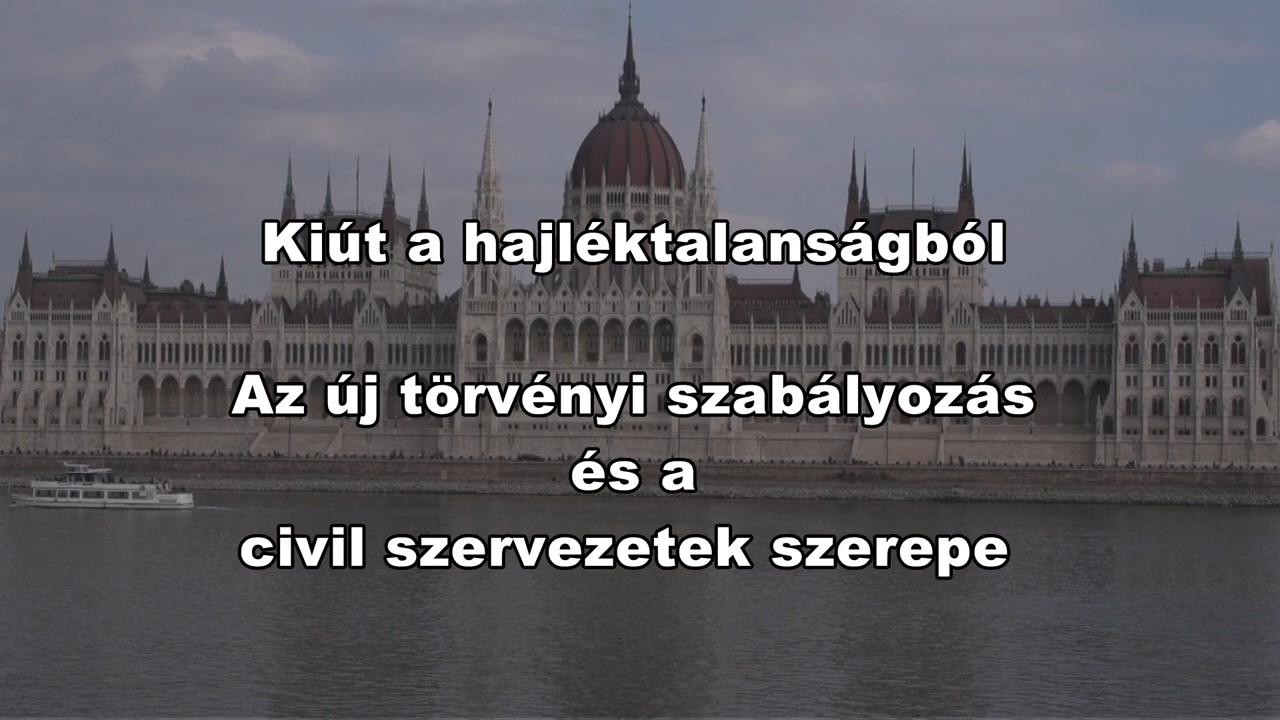 Kiút a hajléktalanságból
Az új törvényi szabályozás
és a
civil szervezetek szerepe